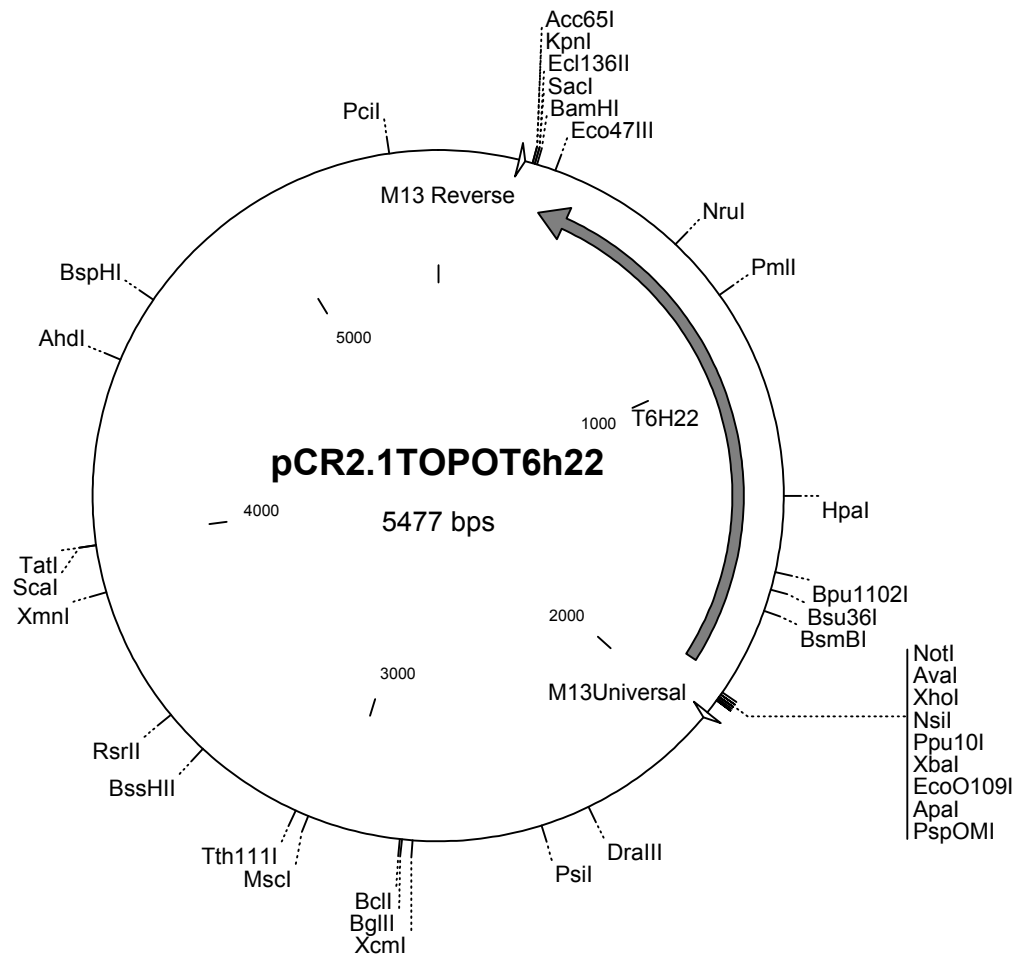 Acc65I
KpnI
Ecl136II
SacI
BamHI
Eco47III
PciI
M13 Reverse
NruI
PmlI
BspHI
AhdI
5000
1000
T6H22
pCR2.1TOPOT6h22
5477 bps
4000
HpaI
TatI
ScaI
XmnI
Bpu1102I
Bsu36I
BsmBI
2000
3000
M13Universal
NotI
AvaI
XhoI
NsiI
Ppu10I
XbaI
EcoO109I
ApaI
PspOMI
RsrII
BssHII
Tth111I
MscI
DraIII
PsiI
BclI
BglII
XcmI